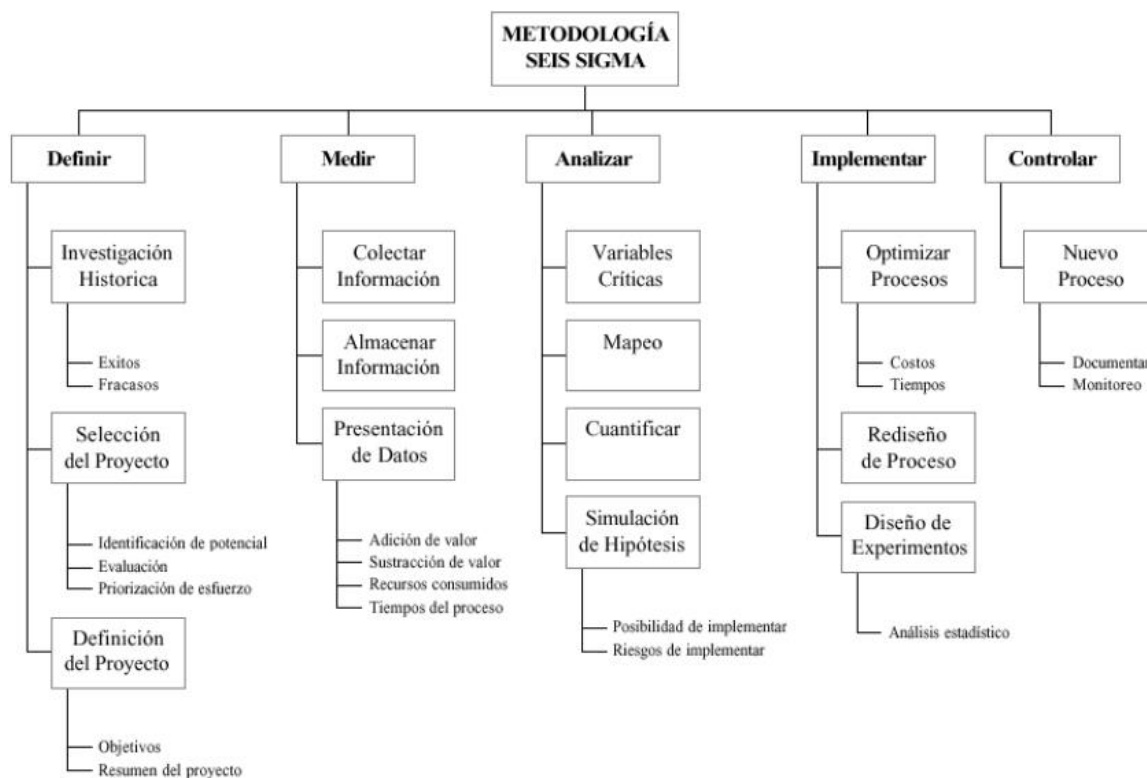 METODOLOGÍA
SEIS SIGMA
Definir
Medir
Analizar
Implementar
Controlar
Investigación
Historica
Exitos
Fracasos
Selección
del Proyecto
Identificación de potencial
Evaluación
Priorización de esfuerzo
Definición
del Proyecto
Objetivos
Resumen del proyecto
Colectar
Información
Almacenar
Información
Presentación
de Datos
Adición de valor
Sustracción de valor
Recursos consumidos
Tiempos del proceso
Variables
Críticas
Mapeo
Cuantificar
Simulación
de Hipótesis
Posibilidad de implementar
Riesgos de implementar
Optimizar
Procesos
Costos
Tiempos
Rediseño
de Proceso
Diseño de
Experimentos
Análisis estadístico
Nuevo
Proceso
Documentar
Monitoreo